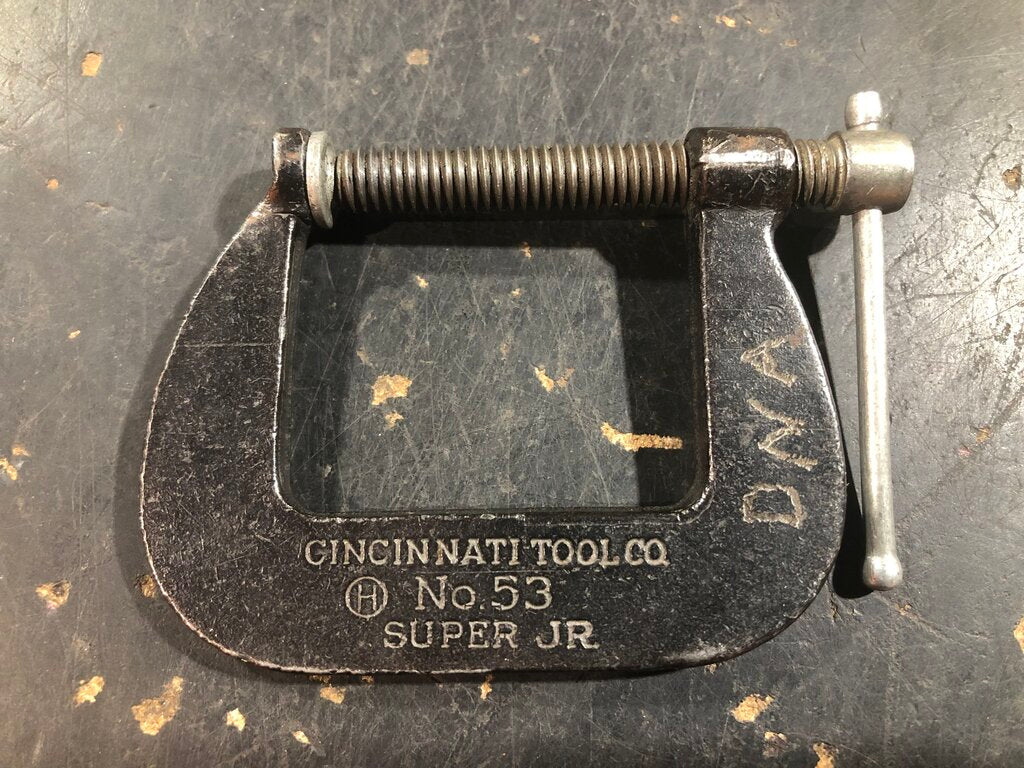 CINCINNATI TOOL CO.
H No. 53
SUPER JR.
DNA